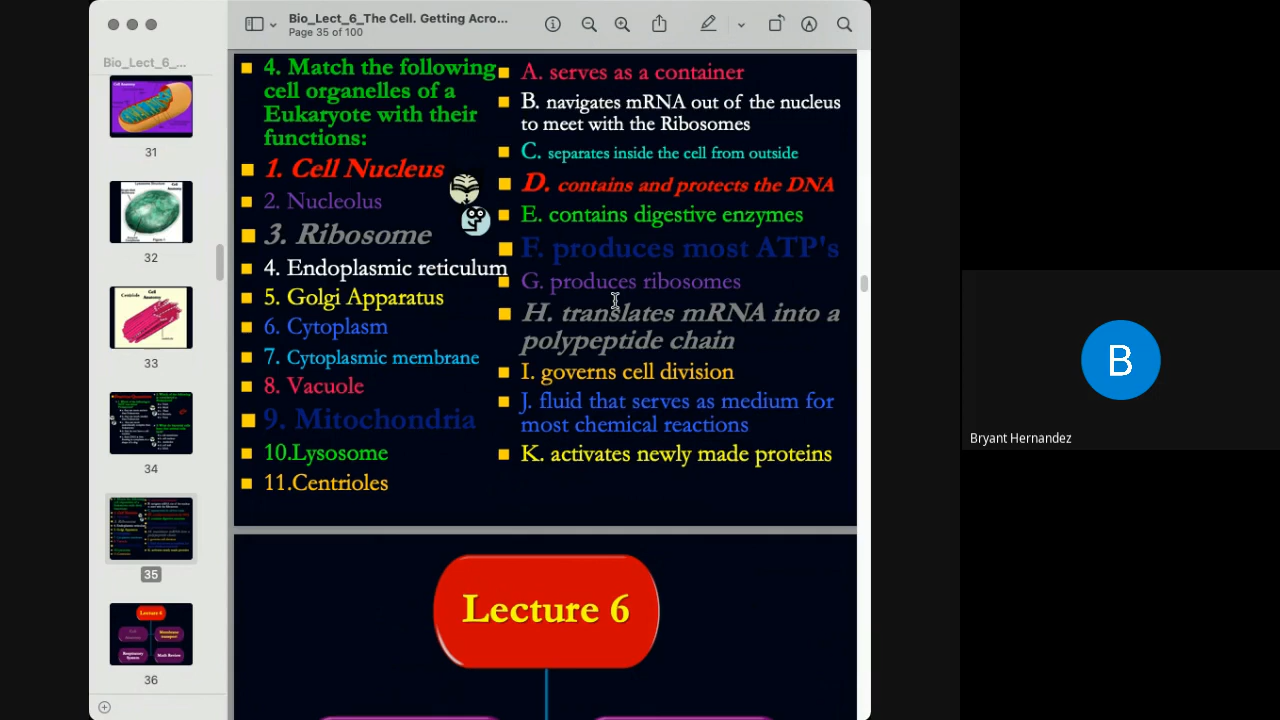 Bio_Lect_6_The Cell. Getting Acro...
Page 35 of 100
Bio_Lect_6_...
31
32
33
34
35
36
4. Match the following
cell organelles of a
Eukaryote with their
functions:
1. Cell Nucleus
2. Nucleolus
3. Ribosome
4. Endoplasmic reticulum
5. Golgi Apparatus
6. Cytoplasm
7. Cytoplasmic membrane
8. Vacuole
9. Mitochondria
10.Lysosome
11.Centrioles
A. serves as a container
B. navigates mRNA out of the nucleus
to meet with the Ribosomes
C. separates inside the cell from outside
D. contains and protects the DNA
E. contains digestive enzymes
F. produces most ATP's
G. produces ribosomes
H. translates mRNA into a
polypeptide chain
I. governs cell division
J. fluid that serves as medium for
most chemical reactions
K. activates newly made proteins
Lecture 6
B
Bryant Hernandez